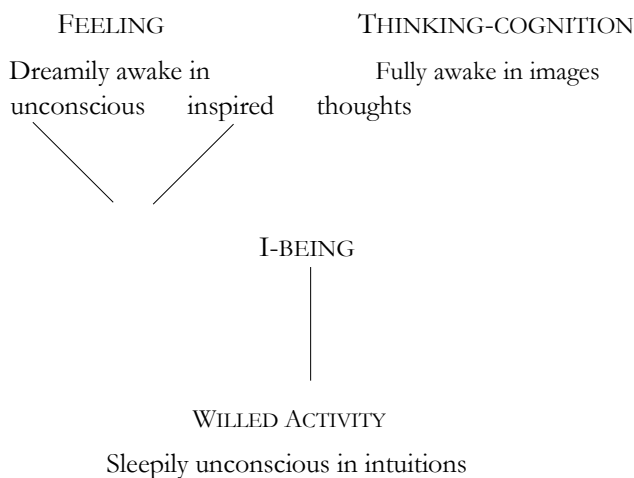 FEELING THINKING-COGNITION
Dreamily awake in Fully awake in images
unconscious inspired thoughts
I-BEING
WILLED ACTIVITY
Sleepily unconscious in intuitions